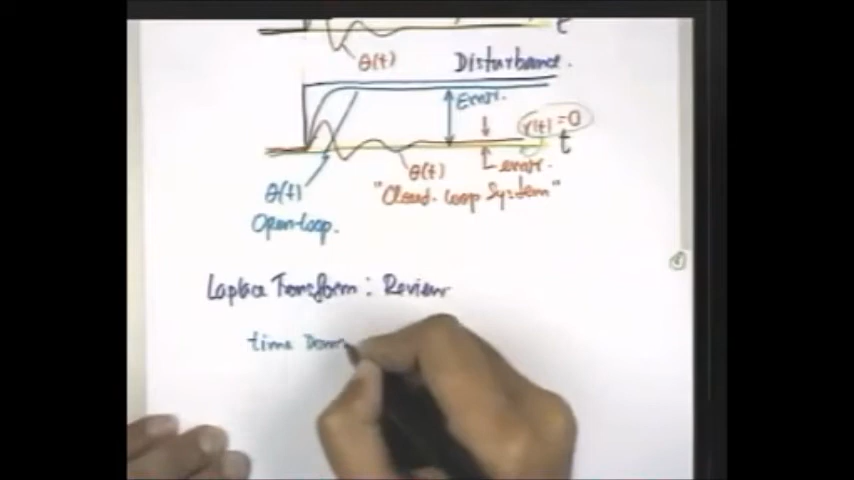 t
θ(t)
Disturbance.
Error.
r(t)=0
t
θ(t)
error.
θ(t)
"Closed-loop System"
Open-loop.
Laplace Transform: Review
time Dom